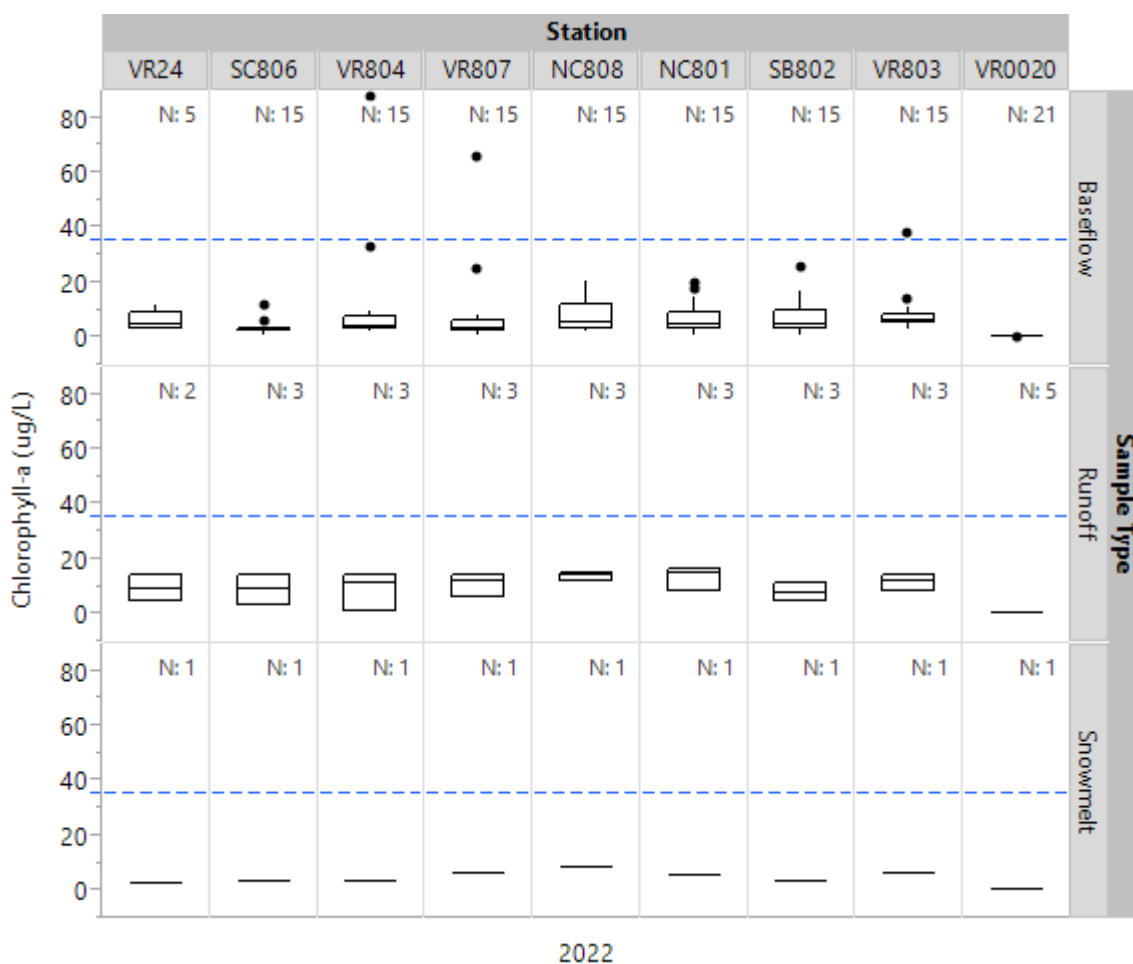 Station
VR24 SC806 VR804 VR807 NC808 NC801 SB802 VR803 VR0020
N: 5 N: 15 N: 15 N: 15 N: 15 N: 15 N: 15 N: 15 N: 21
80
60
40
20
0
Baseflow
N: 2 N: 3 N: 3 N: 3 N: 3 N: 3 N: 3 N: 3 N: 5
80
60
40
20
0
Runoff
N: 1 N: 1 N: 1 N: 1 N: 1 N: 1 N: 1 N: 1 N: 1
80
60
40
20
0
Snowmelt
Chlorophyll-a (ug/L)
Sample Type
2022